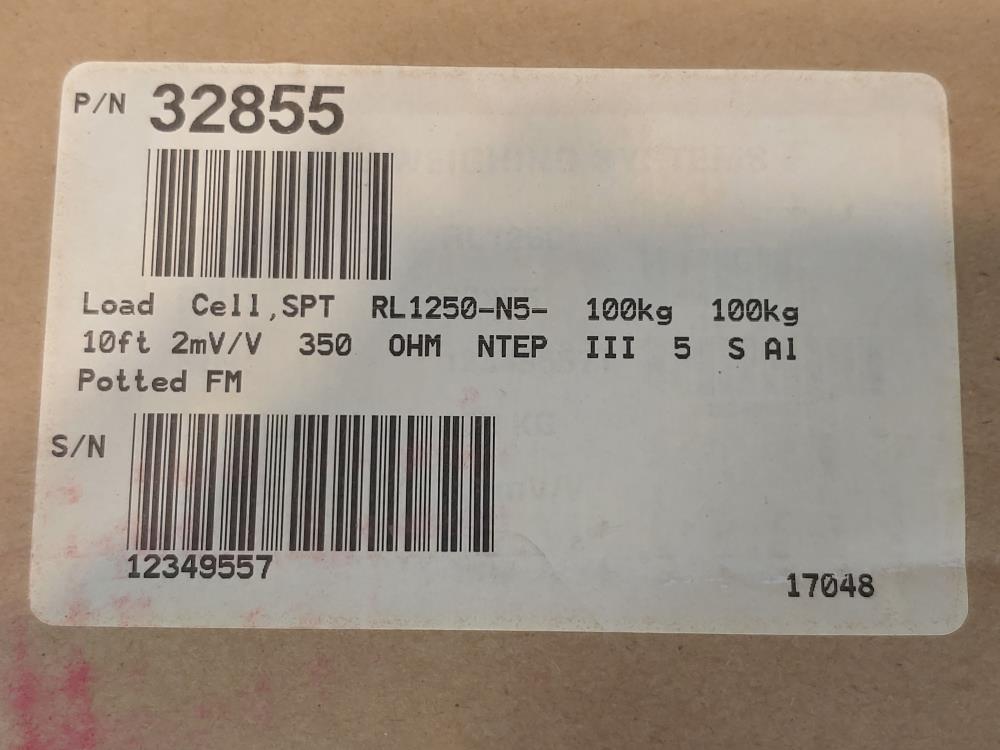 P/N 32855
Load Cell,SPT RL1250-N5- 100kg 100kg
10ft 2mV/V 350 OHM NTEP III 5 S Al
Potted FM
S/N
12349557
17048